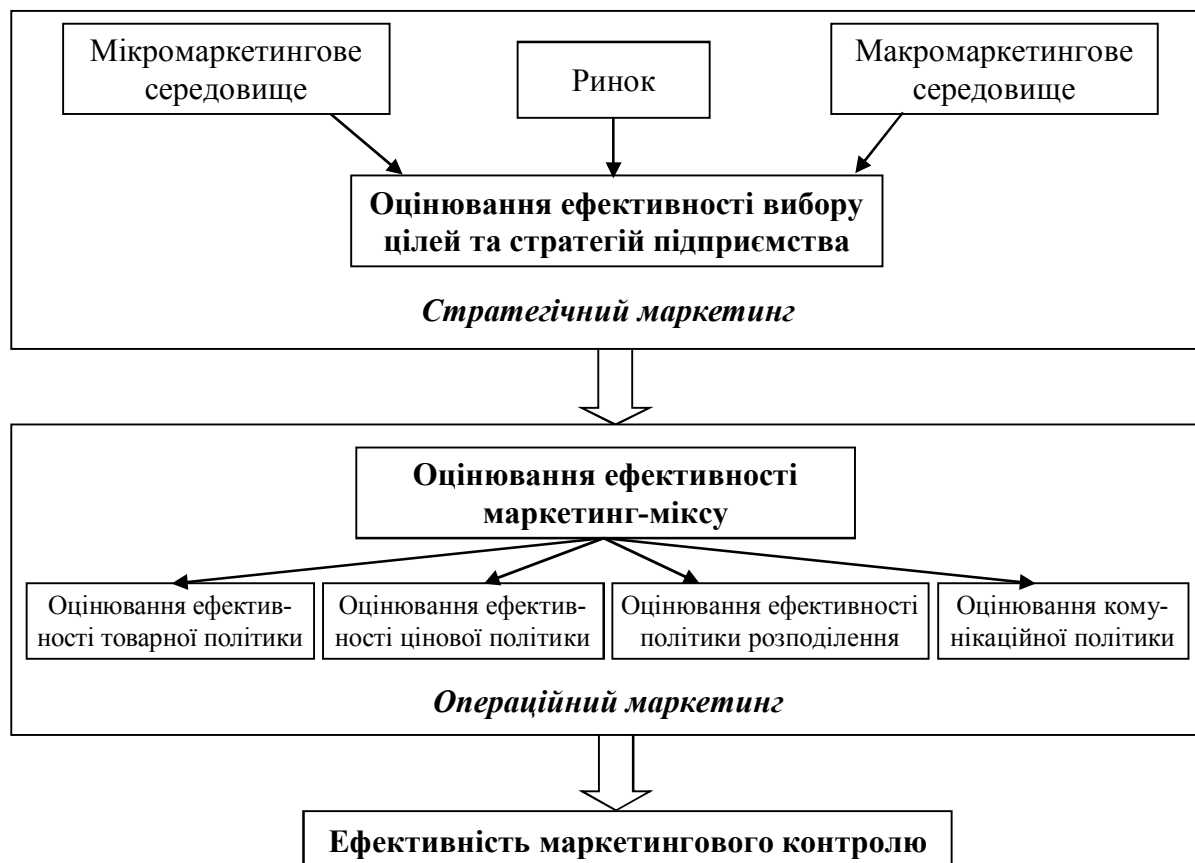 Мікромаркетингове
середовище
Ринок
Макромаркетингове
середовище
Оцінювання ефективності вибору
цілей та стратегій підприємства
Стратегічний маркетинг
Оцінювання ефективності
маркетинг-міксу
Оцінювання ефектив-
ності товарної політики
Оцінювання ефектив-
ності цінової політики
Оцінювання ефективності
політики розподілення
Оцінювання кому-
нікаційної політики
Операційний маркетинг
Ефективність маркетингового контролю